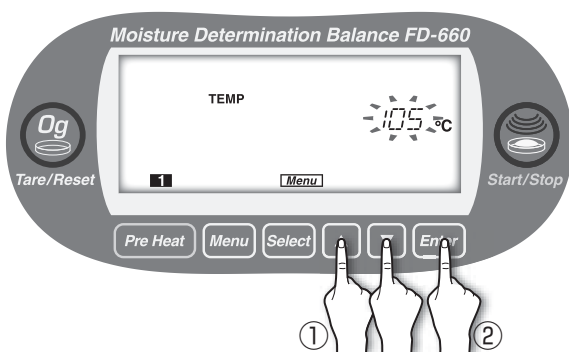 Moisture Determination Balance FD-660
TEMP
105 °C
0g
Tare/Reset
Start/Stop
1
Menu
Pre Heat
Menu
Select
▲
▼
Enter
①
②